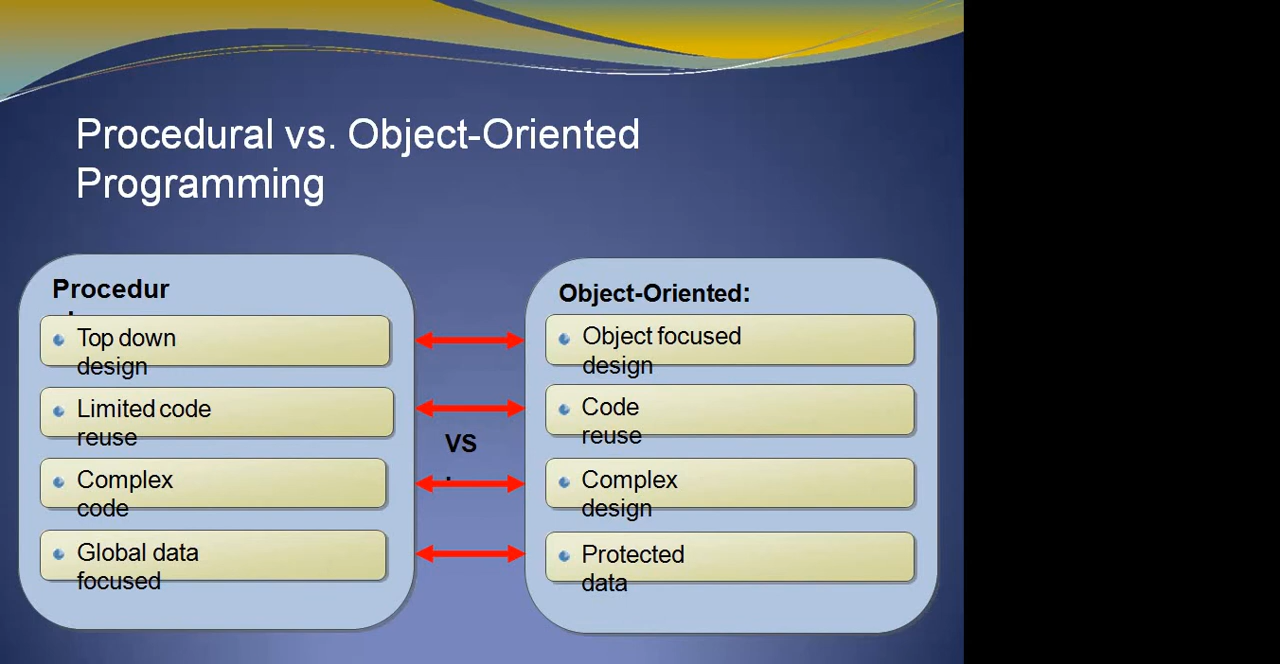 Procedural vs. Object-Oriented
Programming
Procedur
Top down
design
Limited code
reuse
Complex
code
Global data
focused
VS
.
Object-Oriented:
Object focused
design
Code
reuse
Complex
design
Protected
data